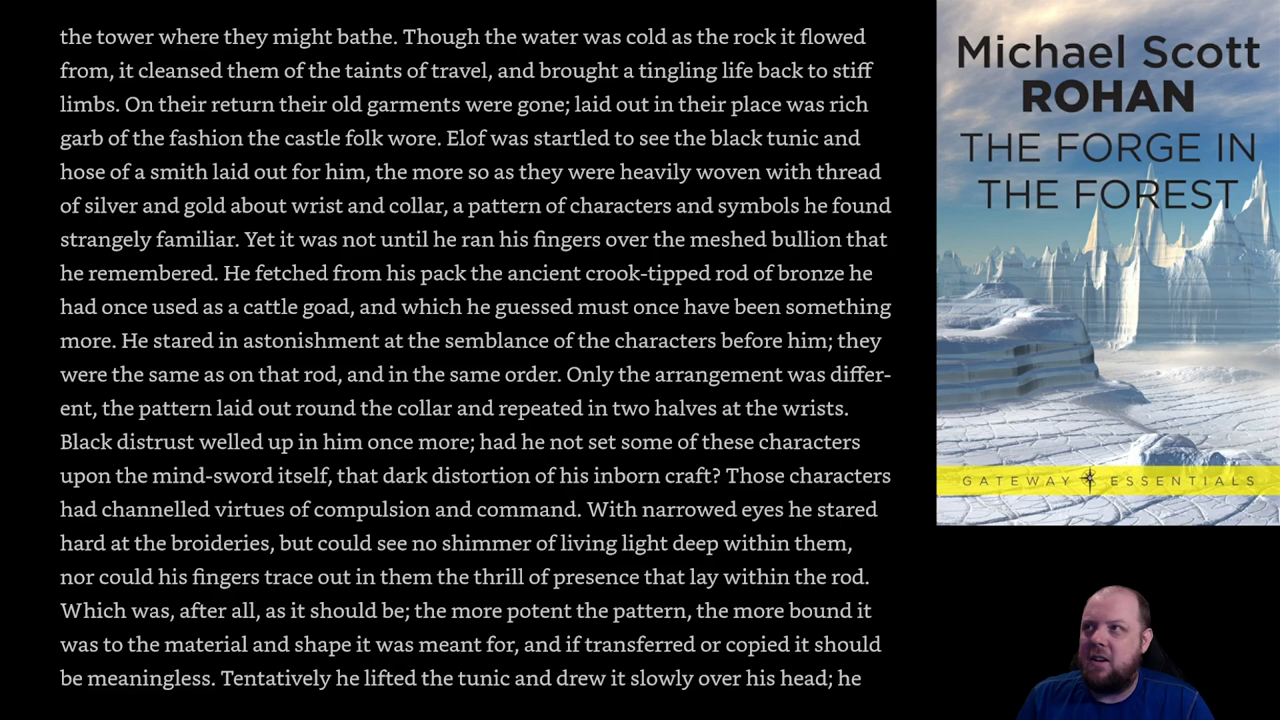 the tower where they might bathe. Though the water was cold as the rock it flowed
from, it cleansed them of the taints of travel, and brought a tingling life back to stiff
limbs. On their return their old garments were gone; laid out in their place was rich
garb of the fashion the castle folk wore. Elof was startled to see the black tunic and
hose of a smith laid out for him, the more so as they were heavily woven with thread
of silver and gold about wrist and collar, a pattern of characters and symbols he found
strangely familiar. Yet it was not until he ran his fingers over the meshed bullion that
he remembered. He fetched from his pack the ancient crook-tipped rod of bronze he
had once used as a cattle goad, and which he guessed must once have been something
more. He stared in astonishment at the semblance of the characters before him; they
were the same as on that rod, and in the same order. Only the arrangement was differ-
ent, the pattern laid out round the collar and repeated in two halves at the wrists.
Black distrust welled up in him once more; had he not set some of these characters
upon the mind-sword itself, that dark distortion of his inborn craft? Those characters
had channelled virtues of compulsion and command. With narrowed eyes he stared
hard at the broideries, but could see no shimmer of living light deep within them,
nor could his fingers trace out in them the thrill of presence that lay within the rod.
Which was, after all, as it should be; the more potent the pattern, the more bound it
was to the material and shape it was meant for, and if transferred or copied it should
be meaningless. Tentatively he lifted the tunic and drew it slowly over his head; he
Michael Scott
ROHAN
THE FORGE IN
THE FOREST
GATEWAY ESSENTIALS